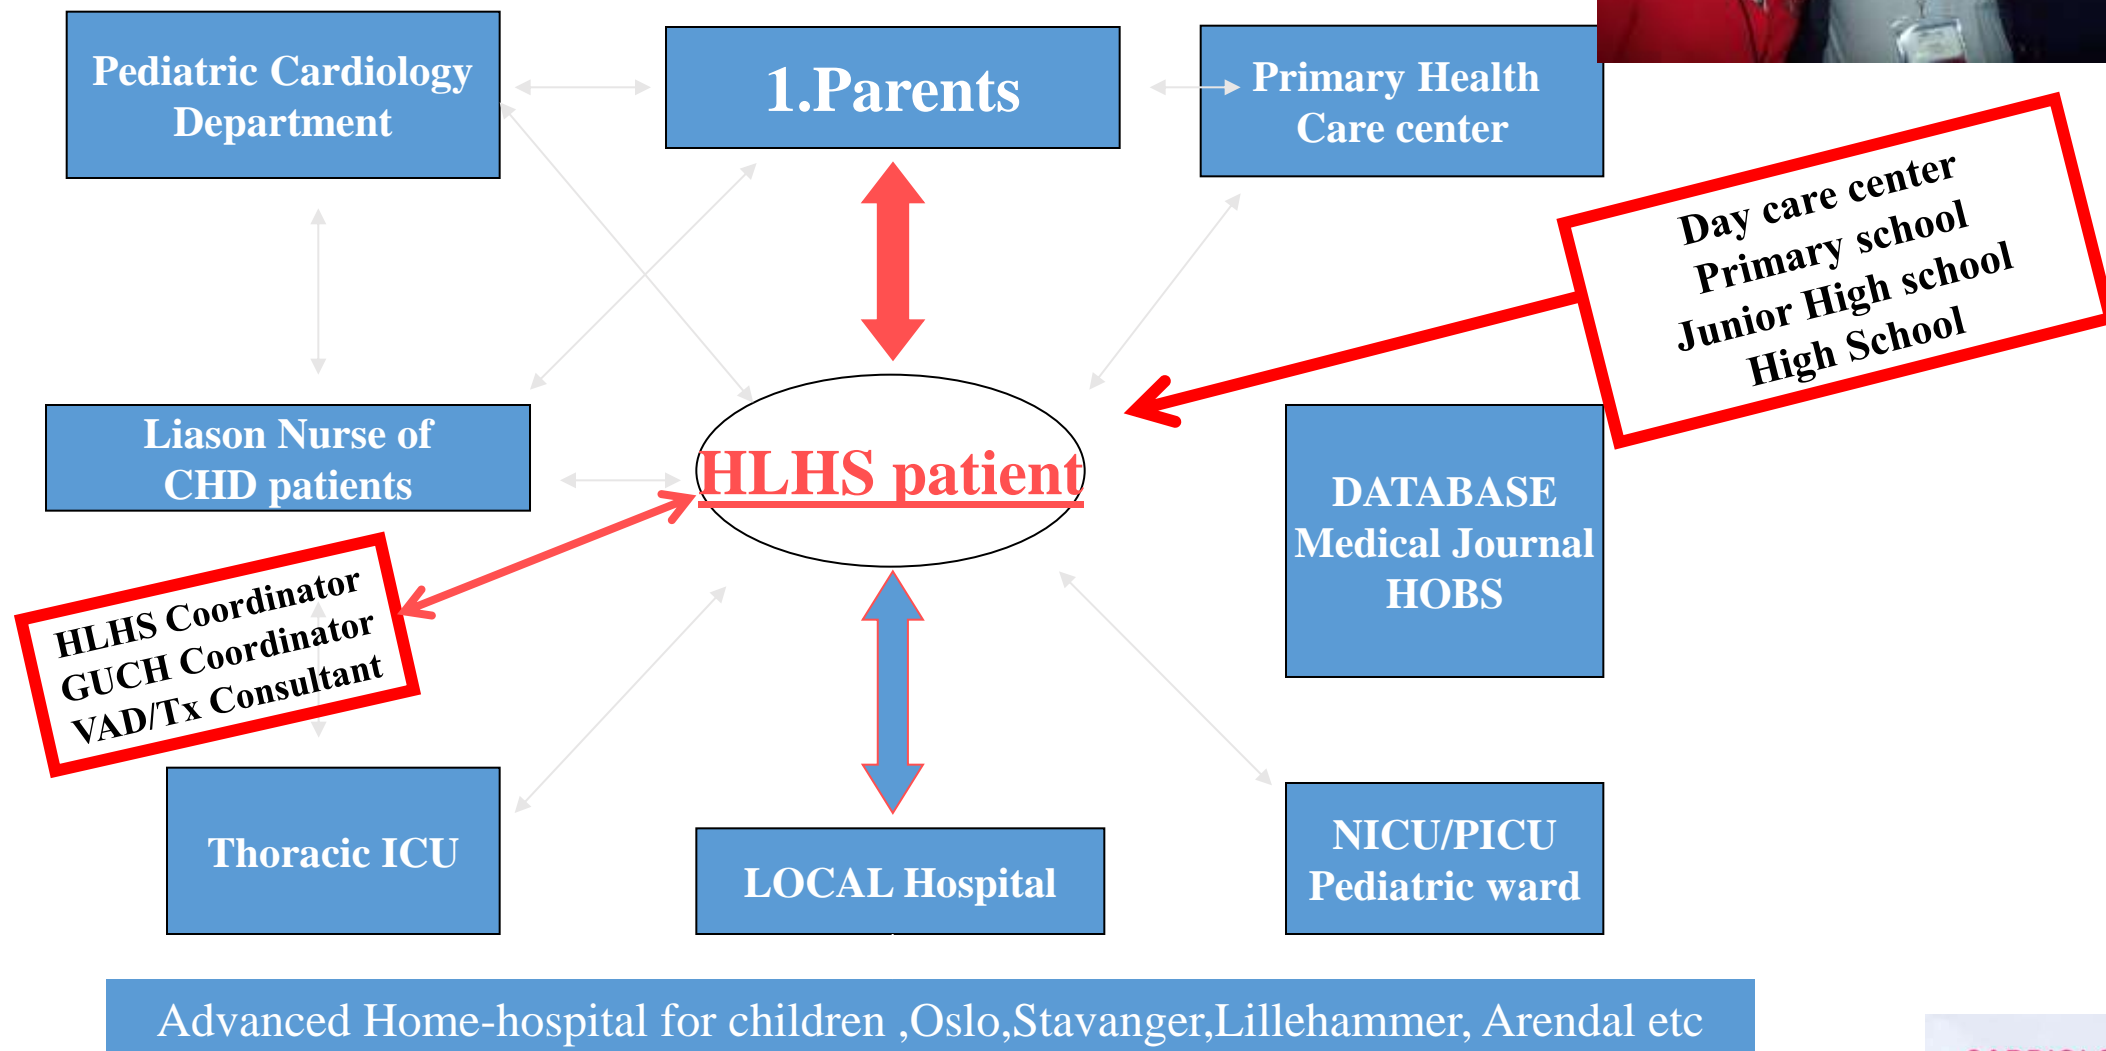 Pediatric Cardiology
Department
1.Parents
Primary Health
Care center
Day care center
Primary school
Junior High school
High School
Liason Nurse of
CHD patients
HLHS patient
DATABASE
Medical Journal
HOBS
HLHS Coordinator
GUCH Coordinator
VAD/Tx Consultant
Thoracic ICU
LOCAL Hospital
NICU/PICU
Pediatric ward
Advanced Home-hospital for children ,Oslo,Stavanger,Lillehammer, Arendal etc